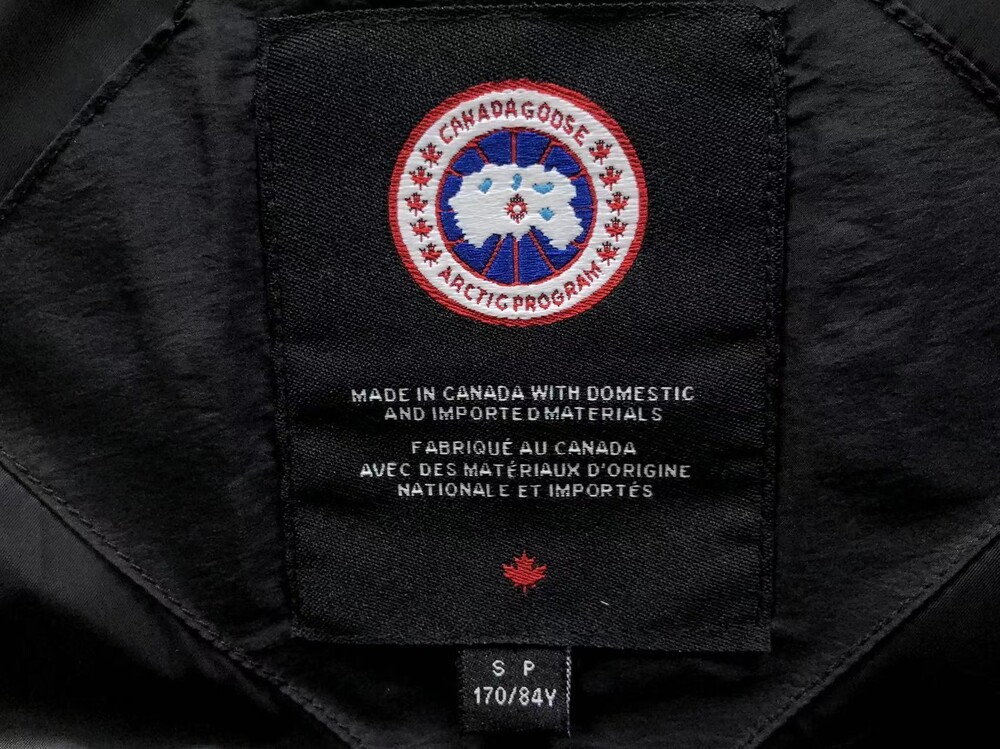 CANADA GOOSE
ARCTIC PROGRAM
MADE IN CANADA WITH DOMESTIC
AND IMPORTED MATERIALS
FABRIQUÉ AU CANADA
AVEC DES MATÉRIAUX D'ORIGINE
NATIONALE ET IMPORTÉS
S P
170/84Y